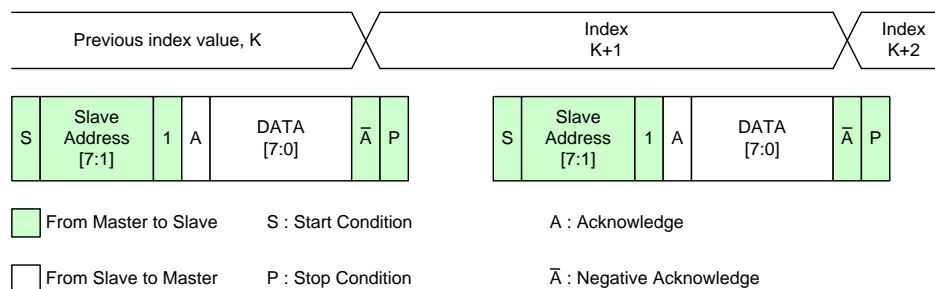 Previous index value, K
Index
K+1
Index
K+2
S
Slave
Address
[7:1]
1
A
DATA
[7:0]
A̅
P
S
Slave
Address
[7:1]
1
A
DATA
[7:0]
A̅
P
From Master to Slave
S : Start Condition
A : Acknowledge
From Slave to Master
P : Stop Condition
A̅ : Negative Acknowledge